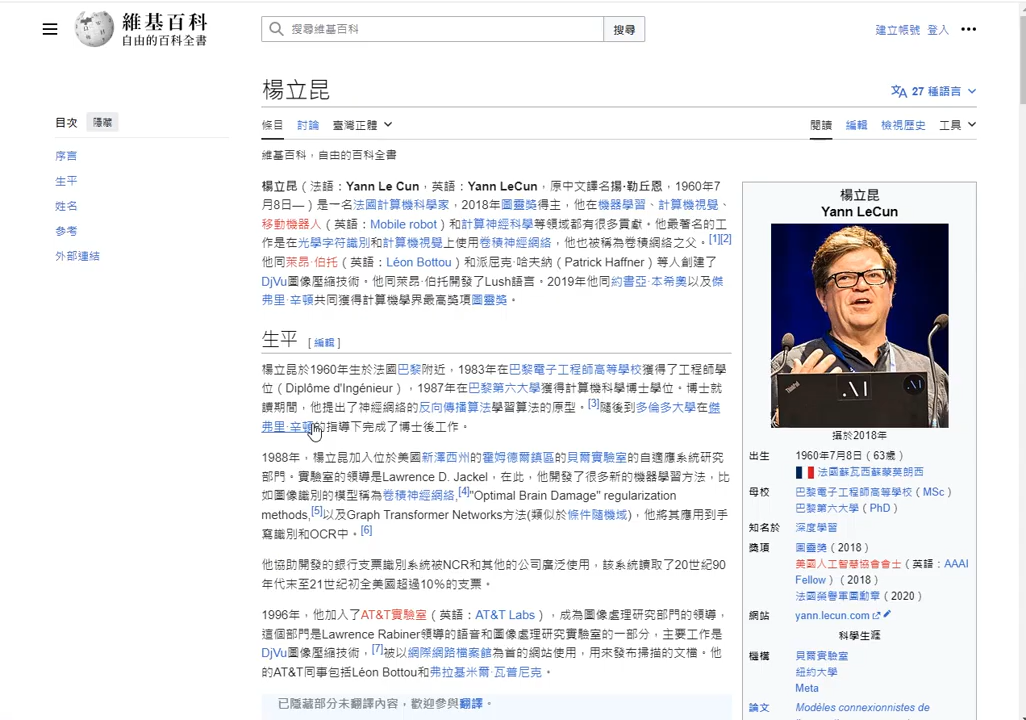 維基百科
自由的百科全書
搜尋維基百科
搜尋
建立帳號 登入
目次 隱藏
序言
生平
姓名
參考
外部連結
楊立昆
27 種語言
條目 討論 臺灣正體
閱讀 編輯 檢視歷史 工具
維基百科，自由的百科全書
楊立昆（法語：Yann Le Cun，英語：Yann LeCun，原中文譯名揚·勒丘恩，1960年7
月8日—）是一名法國計算機科學家，2018年圖靈獎得主，他在機器學習、計算機視覺、
移動機器人（英語：Mobile robot）和計算神經科學等領域都有很多貢獻。他最著名的工
作是在光學字符識別和計算機視覺上使用卷積神經網絡，他也被稱為卷積網絡之父。[1][2]
他同萊昂·伯托（英語：Léon Bottou）和派屈克·哈夫納（Patrick Haffner）等人創建了
DjVu圖像壓縮技術。他同萊昂·伯托開發了Lush語言。2019年他同約書亞·本希奧以及傑
弗里·辛頓共同獲得計算機學界最高獎項圖靈獎。
生平 [編輯]
楊立昆於1960年生於法國巴黎附近，1983年在巴黎電子工程師高等學校獲得了工程師學
位（Diplôme d'Ingénieur），1987年在巴黎第六大學獲得計算機科學博士學位。博士就
讀期間，他提出了神經網絡的反向傳播算法學習算法的原型。[3]隨後到多倫多大學在傑
弗里·辛頓的指導下完成了博士後工作。
1988年，楊立昆加入位於美國新澤西州的霍姆德爾鎮區的貝爾實驗室的自適應系統研究
部門。實驗室的領導是Lawrence D. Jackel，在此，他開發了很多新的機器學習方法，比
如圖像識別的模型稱為卷積神經網絡,[4]"Optimal Brain Damage" regularization
methods,[5]以及Graph Transformer Networks方法(類似於條件隨機域)，他將其應用到手
寫識別和OCR中。[6]
他協助開發的銀行支票識別系統被NCR和其他的公司廣泛使用，該系統讀取了20世紀90
年代末至21世紀初全美國超過10%的支票。
1996年，他加入了AT&T實驗室（英語：AT&T Labs），成為圖像處理研究部門的領導，
這個部門是Lawrence Rabiner領導的語音和圖像處理研究實驗室的一部分，主要工作是
DjVu圖像壓縮技術，[7]被以網際網路檔案館為首的網站使用，用來發布掃描的文檔。他
的AT&T同事包括Léon Bottou和弗拉基米爾·瓦普尼克。
已隱藏部分未翻譯內容，歡迎參與翻譯。
楊立昆
Yann LeCun
ThinkPad
AI
AI
攝於2018年
出生 1960年7月8日（63歲）
法國蘇瓦西蘇蒙莫朗西
母校 巴黎電子工程師高等學校（MSc）
巴黎第六大學（PhD）
知名於 深度學習
獎項 圖靈獎（2018）
美國人工智慧協會會士（英語：AAAI
Fellow）（2018）
法國榮譽軍團勳章（2020）
網站 yann.lecun.com
科學生涯
機構 貝爾實驗室
紐約大學
Meta
論文 Modèles connexionnistes de